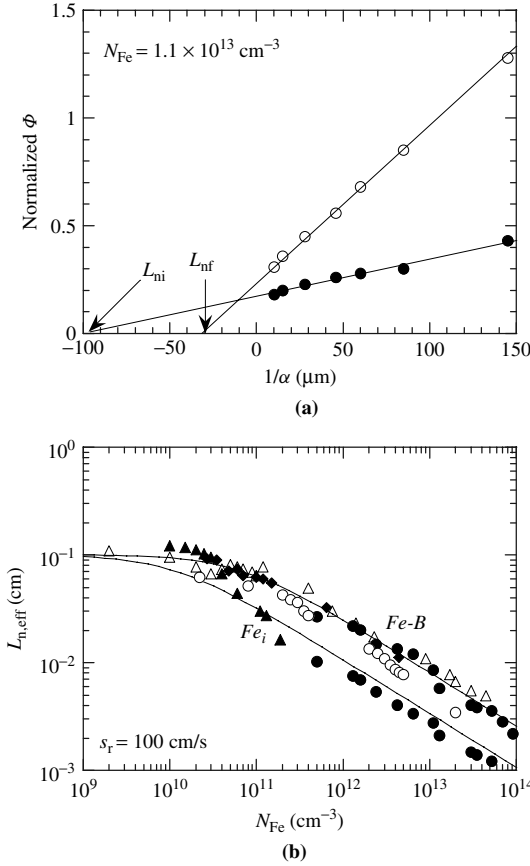 1.5
N_Fe = 1.1 × 10^13 cm^−3
1
Normalized Φ
0.5
L_ni
L_nf
0
−100
−50
0
50
100
150
1/α (μm)
(a)
10^0
10^−1
L_n,eff (cm)
Fe-B
Fe_i
10^−2
s_r = 100 cm/s
10^−3
10^9
10^10
10^11
10^12
10^13
10^14
N_Fe (cm^−3)
(b)